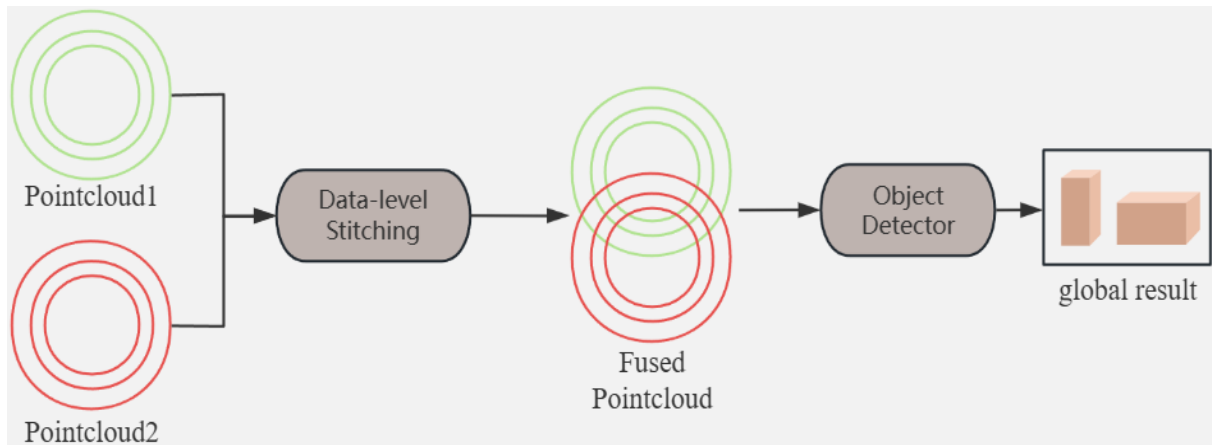 Pointcloud1
Pointcloud2
Data-level
Stitching
Fused
Pointcloud
Object
Detector
global result